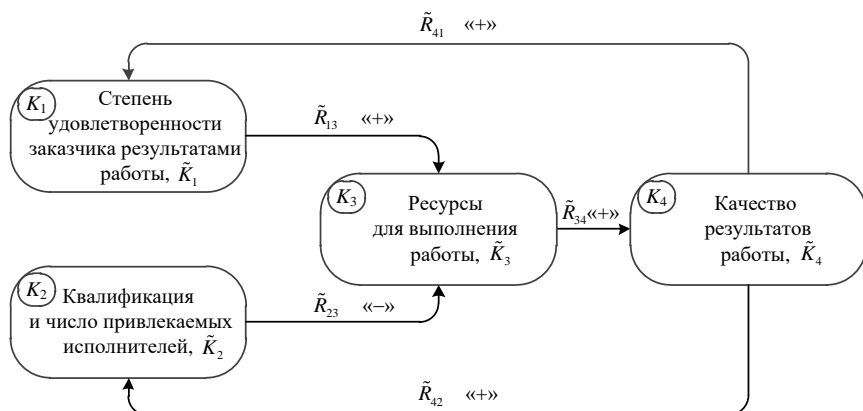 R̃₄₁ «+»
K₁
Степень
удовлетворенности
заказчика результатами
работы, K̃₁
R̃₁₃ «+»
K₃
Ресурсы
для выполнения
работы, K̃₃
R̃₃₄«+»
K₄
Качество
результатов
работы, K̃₄
K₂
Квалификация
и число привлекаемых
исполнителей, K̃₂
R̃₂₃ «−»
R̃₄₂ «+»